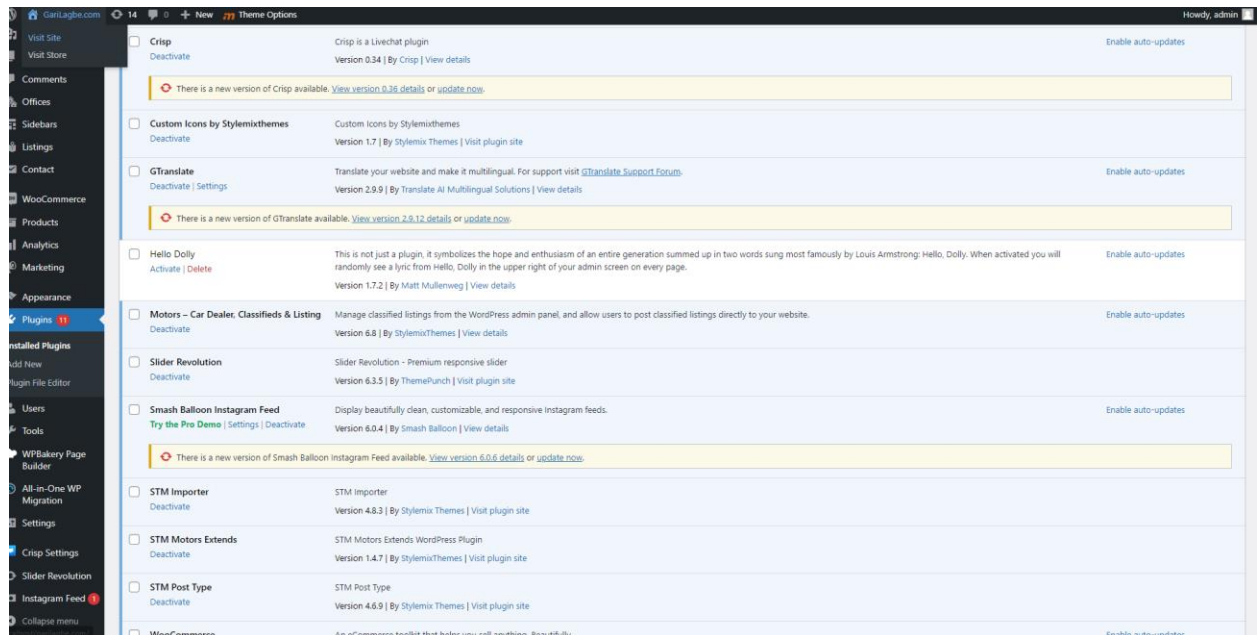 GariLagbe.com 14 0 New Theme Options Howdy, admin
Visit Site
Visit Store
Comments
Offices
Sidebars
Listings
Contact
WooCommerce
Products
Analytics
Marketing
Appearance
Plugins 11
Installed Plugins
Add New
Plugin File Editor
Users
Tools
WPBakery Page
Builder
All-in-One WP
Migration
Settings
Crisp Settings
Slider Revolution
Instagram Feed 1
Collapse menu
Crisp Crisp is a Livechat plugin Enable auto-updates
Deactivate Version 0.34 | By Crisp | View details
There is a new version of Crisp available. View version 0.36 details or update now.
Custom Icons by Stylemixthemes Custom Icons by Stylemixthemes
Deactivate Version 1.7 | By Stylemix Themes | Visit plugin site
GTranslate Translate your website and make it multilingual. For support visit GTranslate Support Forum. Enable auto-updates
Deactivate | Settings Version 2.9.9 | By Translate AI Multilingual Solutions | View details
There is a new version of GTranslate available. View version 2.9.12 details or update now.
Hello Dolly This is not just a plugin, it symbolizes the hope and enthusiasm of an entire generation summed up in two words sung most famously by Louis Armstrong: Hello, Dolly. When activated you will Enable auto-updates
Activate | Delete randomly see a lyric from Hello, Dolly in the upper right of your admin screen on every page.
Version 1.7.2 | By Matt Mullenweg | View details
Motors – Car Dealer, Classifieds & Listing Manage classified listings from the WordPress admin panel, and allow users to post classified listings directly to your website. Enable auto-updates
Deactivate Version 6.8 | By StylemixThemes | View details
Slider Revolution Slider Revolution - Premium responsive slider
Deactivate Version 6.3.5 | By ThemePunch | Visit plugin site
Smash Balloon Instagram Feed Display beautifully clean, customizable, and responsive Instagram feeds. Enable auto-updates
Try the Pro Demo | Settings | Deactivate Version 6.0.4 | By Smash Balloon | View details
There is a new version of Smash Balloon Instagram Feed available. View version 6.0.6 details or update now.
STM Importer STM Importer
Deactivate Version 4.8.3 | By Stylemix Themes | Visit plugin site
STM Motors Extends STM Motors Extends WordPress Plugin
Deactivate Version 1.4.7 | By StylemixThemes | Visit plugin site
STM Post Type STM Post Type
Deactivate Version 4.6.9 | By Stylemix Themes | Visit plugin site
WooCommerce An eCommerce toolkit that helps you sell anything. Beautifully. Enable auto-updates